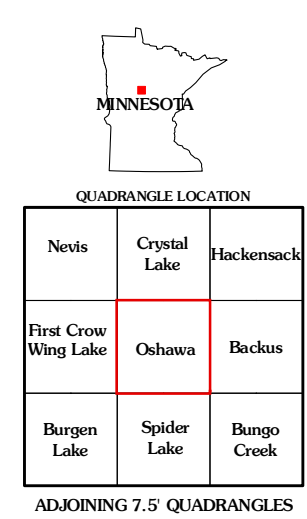 MINNESOTA
QUADRANGLE LOCATION
Nevis
Crystal
Lake
Hackensack
First Crow
Wing Lake
Oshawa
Backus
Burgen
Lake
Spider
Lake
Bungo
Creek
ADJOINING 7.5' QUADRANGLES